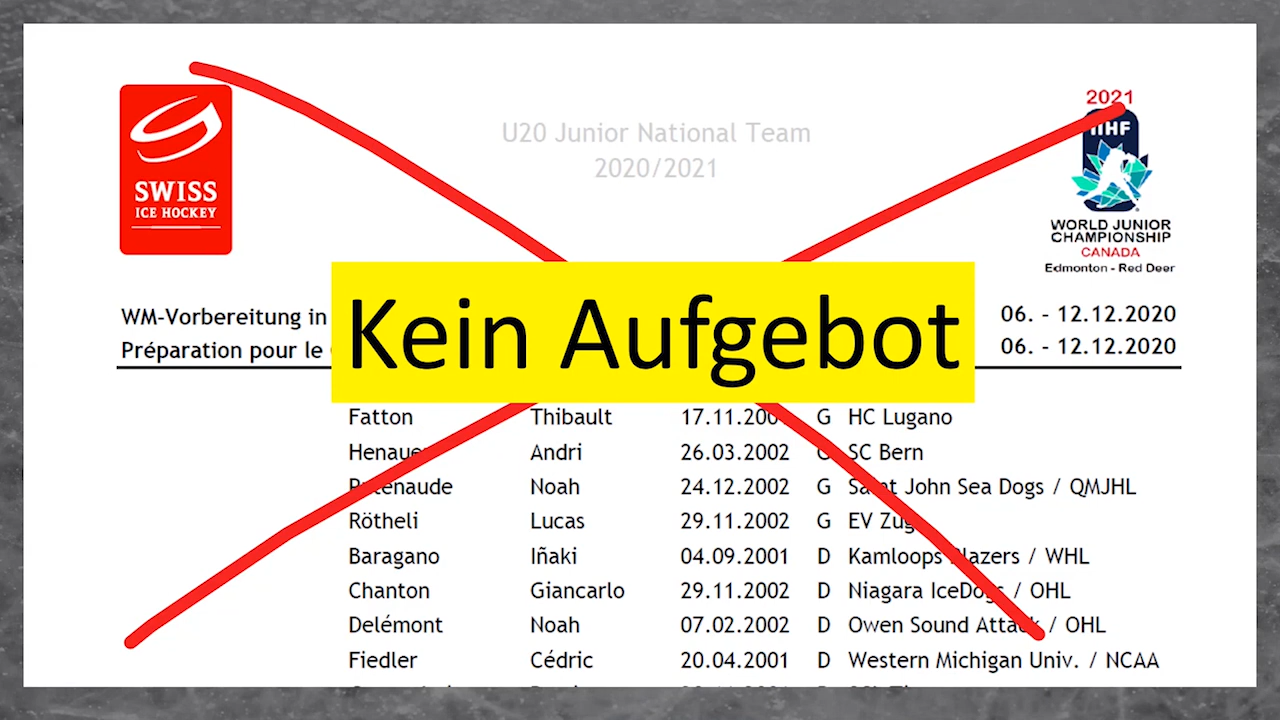 U20 Junior National Team
2020/2021
SWISS
ICE HOCKEY
2021
IIHF
WORLD JUNIOR
CHAMPIONSHIP
CANADA
Edmonton - Red Deer
Kein Aufgebot
WM-Vorbereitung in 06. - 12.12.2020
Préparation pour le 06. - 12.12.2020
Fatton Thibault G HC Lugano
Andri 26.03.2002 G SC Bern
Noah 24.12.2002 G Saint John Sea Dogs / QMJHL
Rötheli Lucas 29.11.2002 G EV Zug
Baragano Iñaki 04.09.2001 D Kamloops Blazers / WHL
Chanton Giancarlo 29.11.2002 D Niagara IceDogs / OHL
Delémont Noah 07.02.2002 D Owen Sound Attack / OHL
Fiedler Cédric 20.04.2001 D Western Michigan Univ. / NCAA